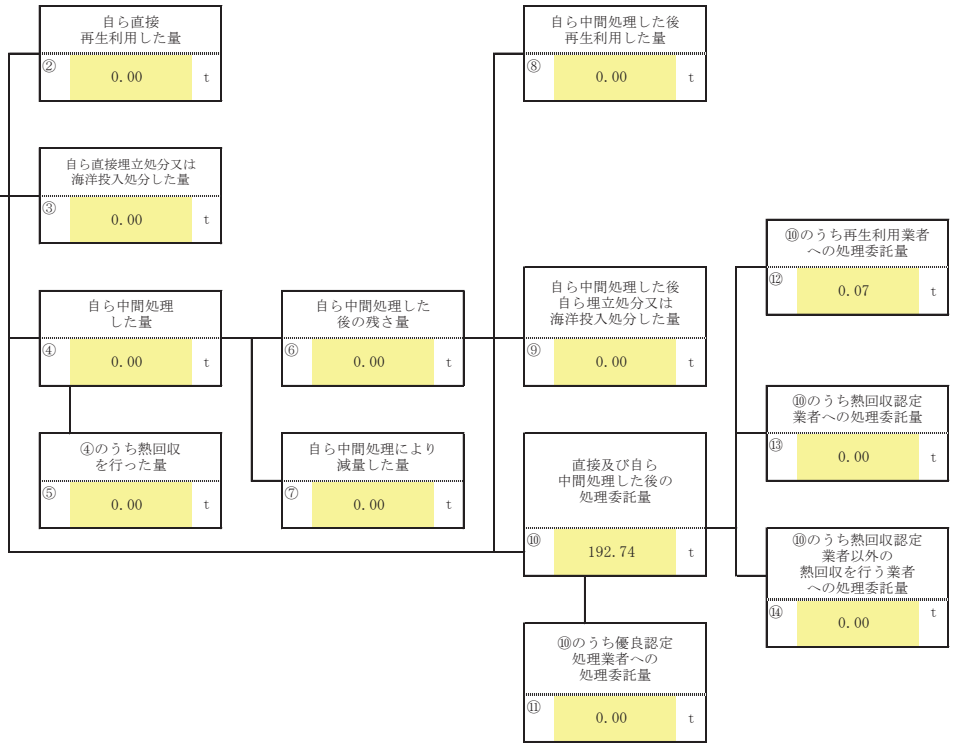 自ら直接
再生利用した量
② 0.00 t
自ら中間処理した後
再生利用した量
⑧ 0.00 t
自ら直接埋立処分又は
海洋投入処分した量
③ 0.00 t
⑩のうち再生利用業者
への処理委託量
⑫ 0.07 t
自ら中間処理
した量
④ 0.00 t
自ら中間処理した
後の残さ量
⑥ 0.00 t
自ら中間処理した後
自ら埋立処分又は
海洋投入処分した量
⑨ 0.00 t
⑩のうち熱回収認定
業者への処理委託量
⑬ 0.00 t
④のうち熱回収
を行った量
⑤ 0.00 t
自ら中間処理により
減量した量
⑦ 0.00 t
直接及び自ら
中間処理した後の
処理委託量
⑩ 192.74 t
⑩のうち熱回収認定
業者以外の
熱回収を行う業者
への処理委託量
⑭ 0.00 t
⑩のうち優良認定
処理業者への
処理委託量
⑪ 0.00 t